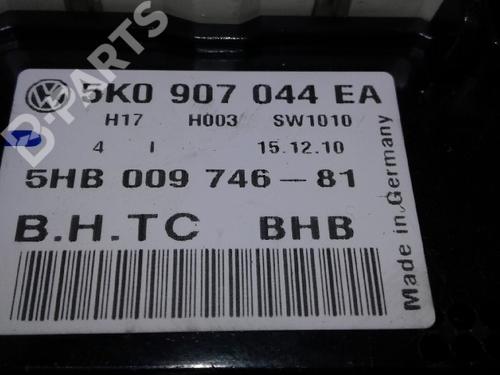 B-PARTS
5K0 907 044 EA
H17 H003 SW1010
4 I 15.12.10
5HB 009 746-81
B.H.TC BHB
Made in Germany